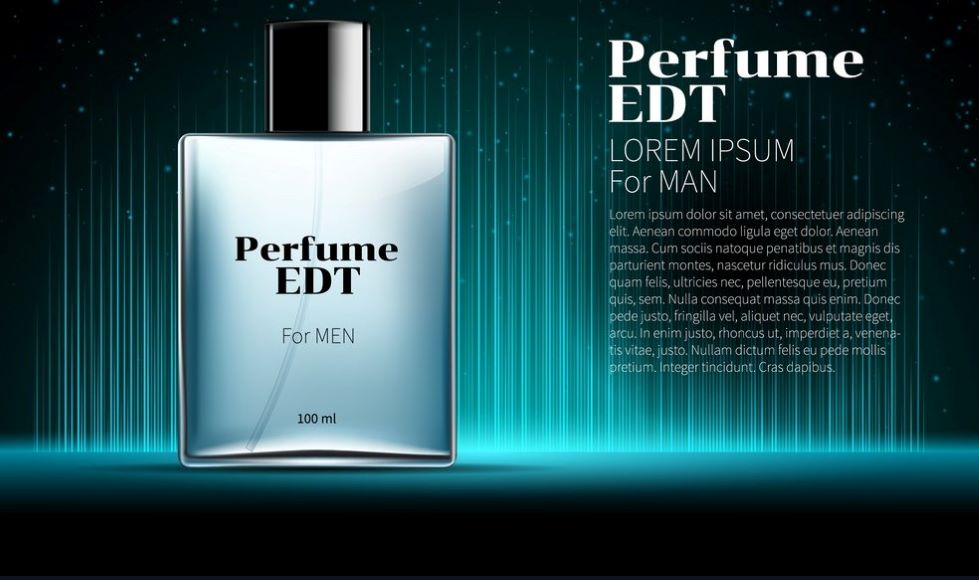 Perfume
EDT
For MEN
100 ml
Perfume
EDT
LOREM IPSUM
For MAN
Lorem ipsum dolor sit amet, consectetuer adipiscing
elit. Aenean commodo ligula eget dolor. Aenean
massa. Cum sociis natoque penatibus et magnis dis
parturient montes, nascetur ridiculus mus. Donec
quam felis, ultricies nec, pellentesque eu, pretium
quis, sem. Nulla consequat massa quis enim. Donec
pede justo, fringilla vel, aliquet nec, vulputate eget,
arcu. In enim justo, rhoncus ut, imperdiet a, venena-
tis vitae, justo. Nullam dictum felis eu pede mollis
pretium. Integer tincidunt. Cras dapibus.